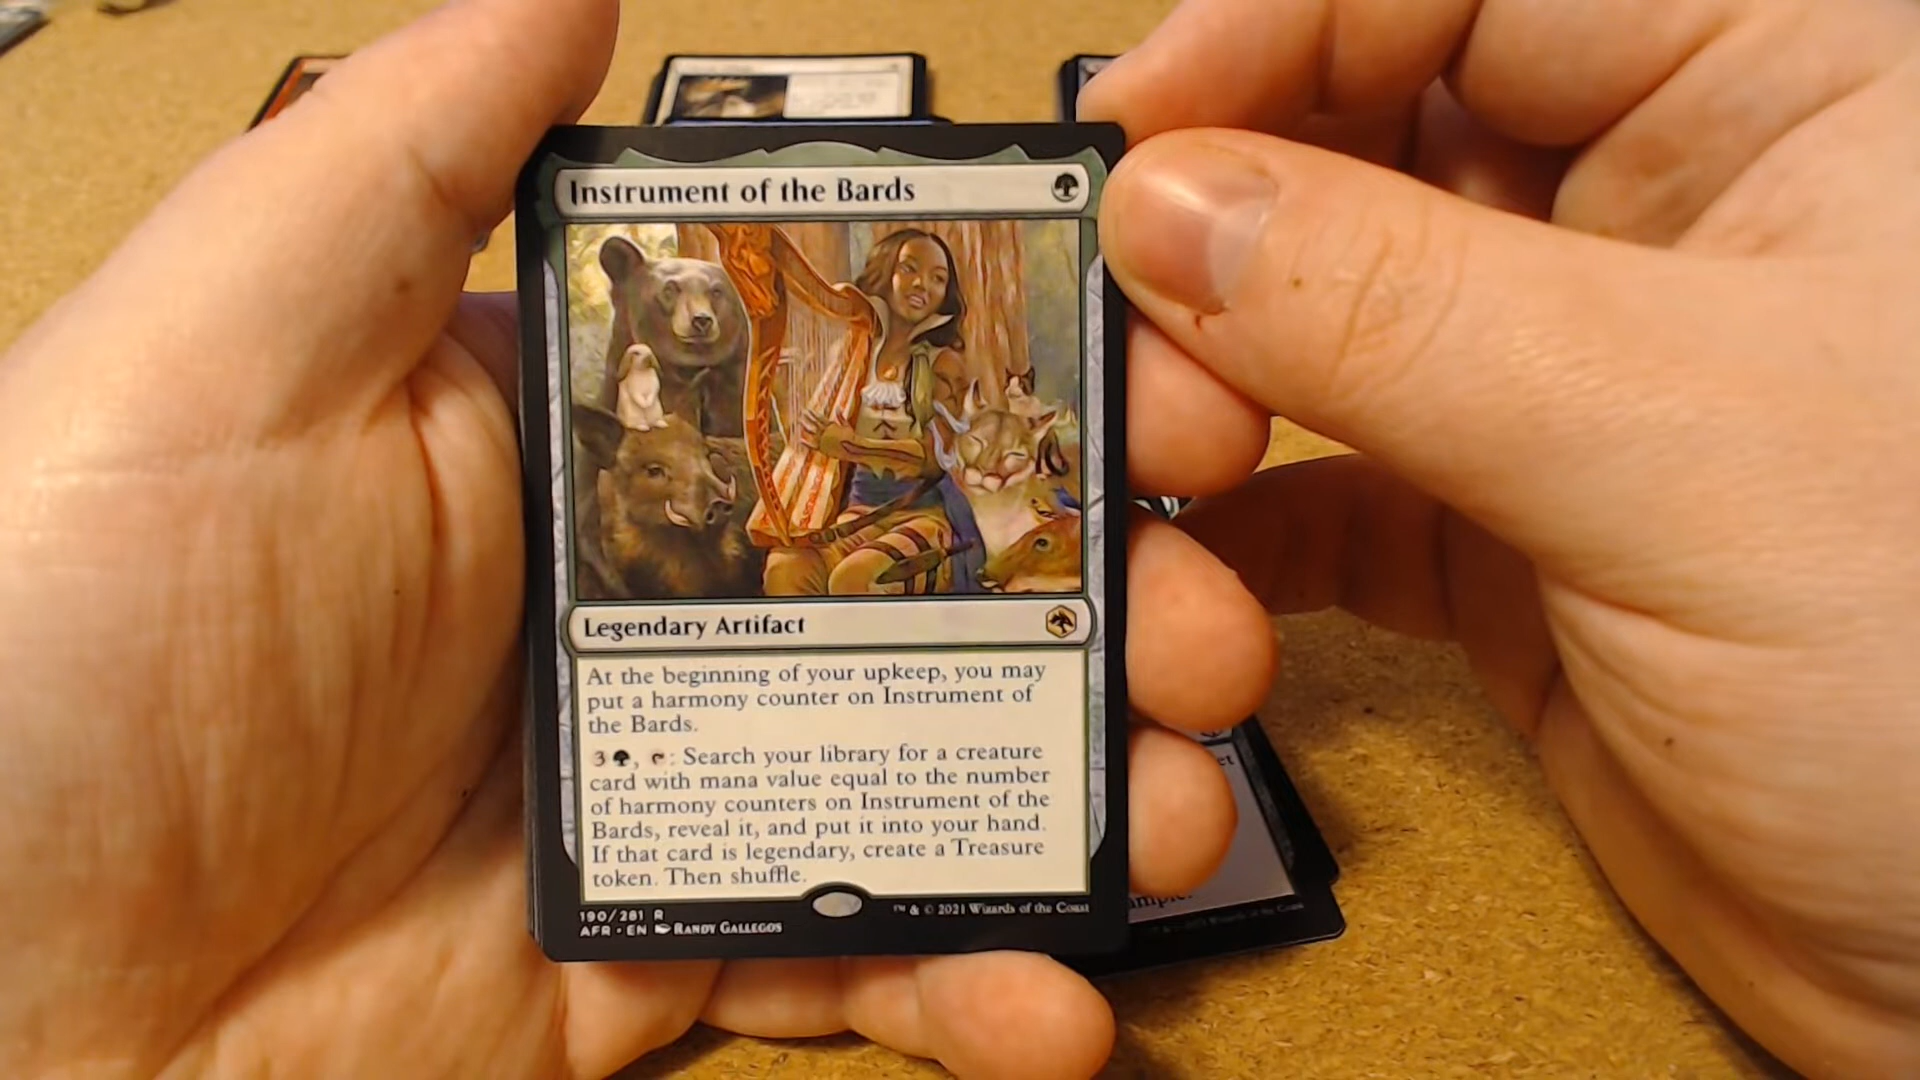 Instrument of the Bards
Legendary Artifact
At the beginning of your upkeep, you may
put a harmony counter on Instrument of
the Bards.
3 , : Search your library for a creature
card with mana value equal to the number
of harmony counters on Instrument of the
Bards, reveal it, and put it into your hand.
If that card is legendary, create a Treasure
token. Then shuffle.
190/281 R
AFR • EN RANDY GALLEGOS
™ & © 2021 Wizards of the Coast